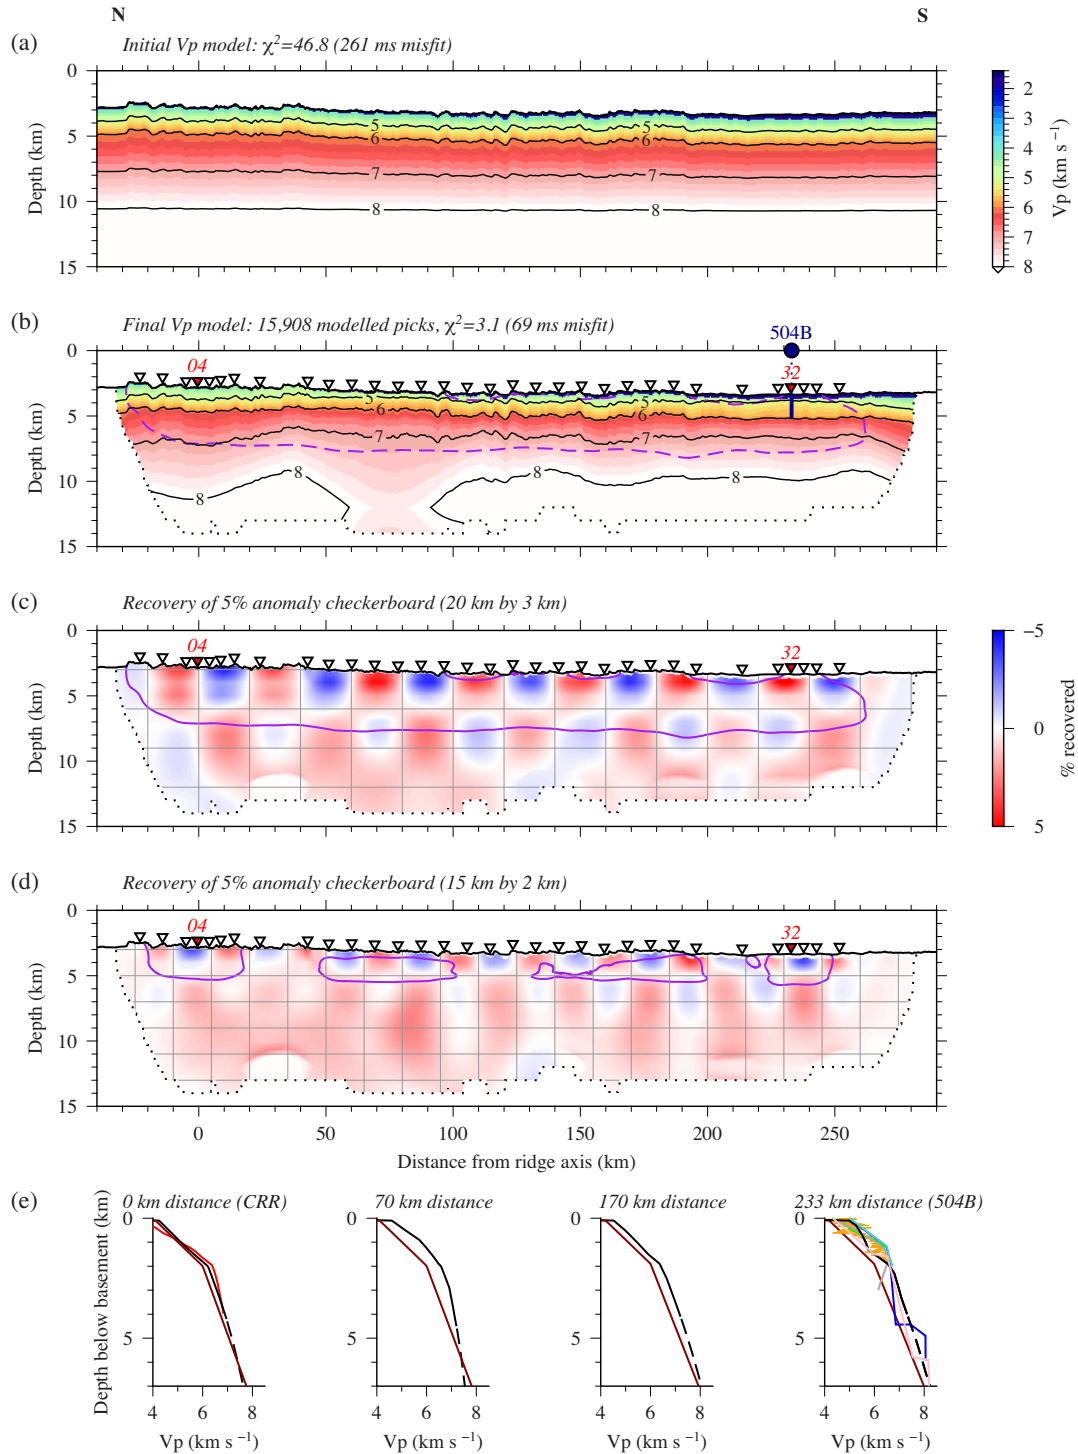 N S
(a) Initial Vp model: χ²=46.8 (261 ms misfit)
0
5
10
15
Depth (km)
5 5
6 6
7 7
8 8
2
3
4
5
6
7
8
Vp (km s⁻¹)
(b) Final Vp model: 15,908 modelled picks, χ²=3.1 (69 ms misfit)
504B
04 32
0
5
10
15
Depth (km)
5 5
6 6
7 7
8 8 8 8
(c) Recovery of 5% anomaly checkerboard (20 km by 3 km)
04 32
0
5
10
15
Depth (km)
−5
0
5
% recovered
(d) Recovery of 5% anomaly checkerboard (15 km by 2 km)
04 32
0
5
10
15
Depth (km)
0 50 100 150 200 250
Distance from ridge axis (km)
(e) 0 km distance (CRR) 70 km distance 170 km distance 233 km distance (504B)
Depth below basement (km)
0 0 0 0
5 5 5 5
4 6 8 4 6 8 4 6 8 4 6 8
Vp (km s⁻¹) Vp (km s⁻¹) Vp (km s⁻¹) Vp (km s⁻¹)